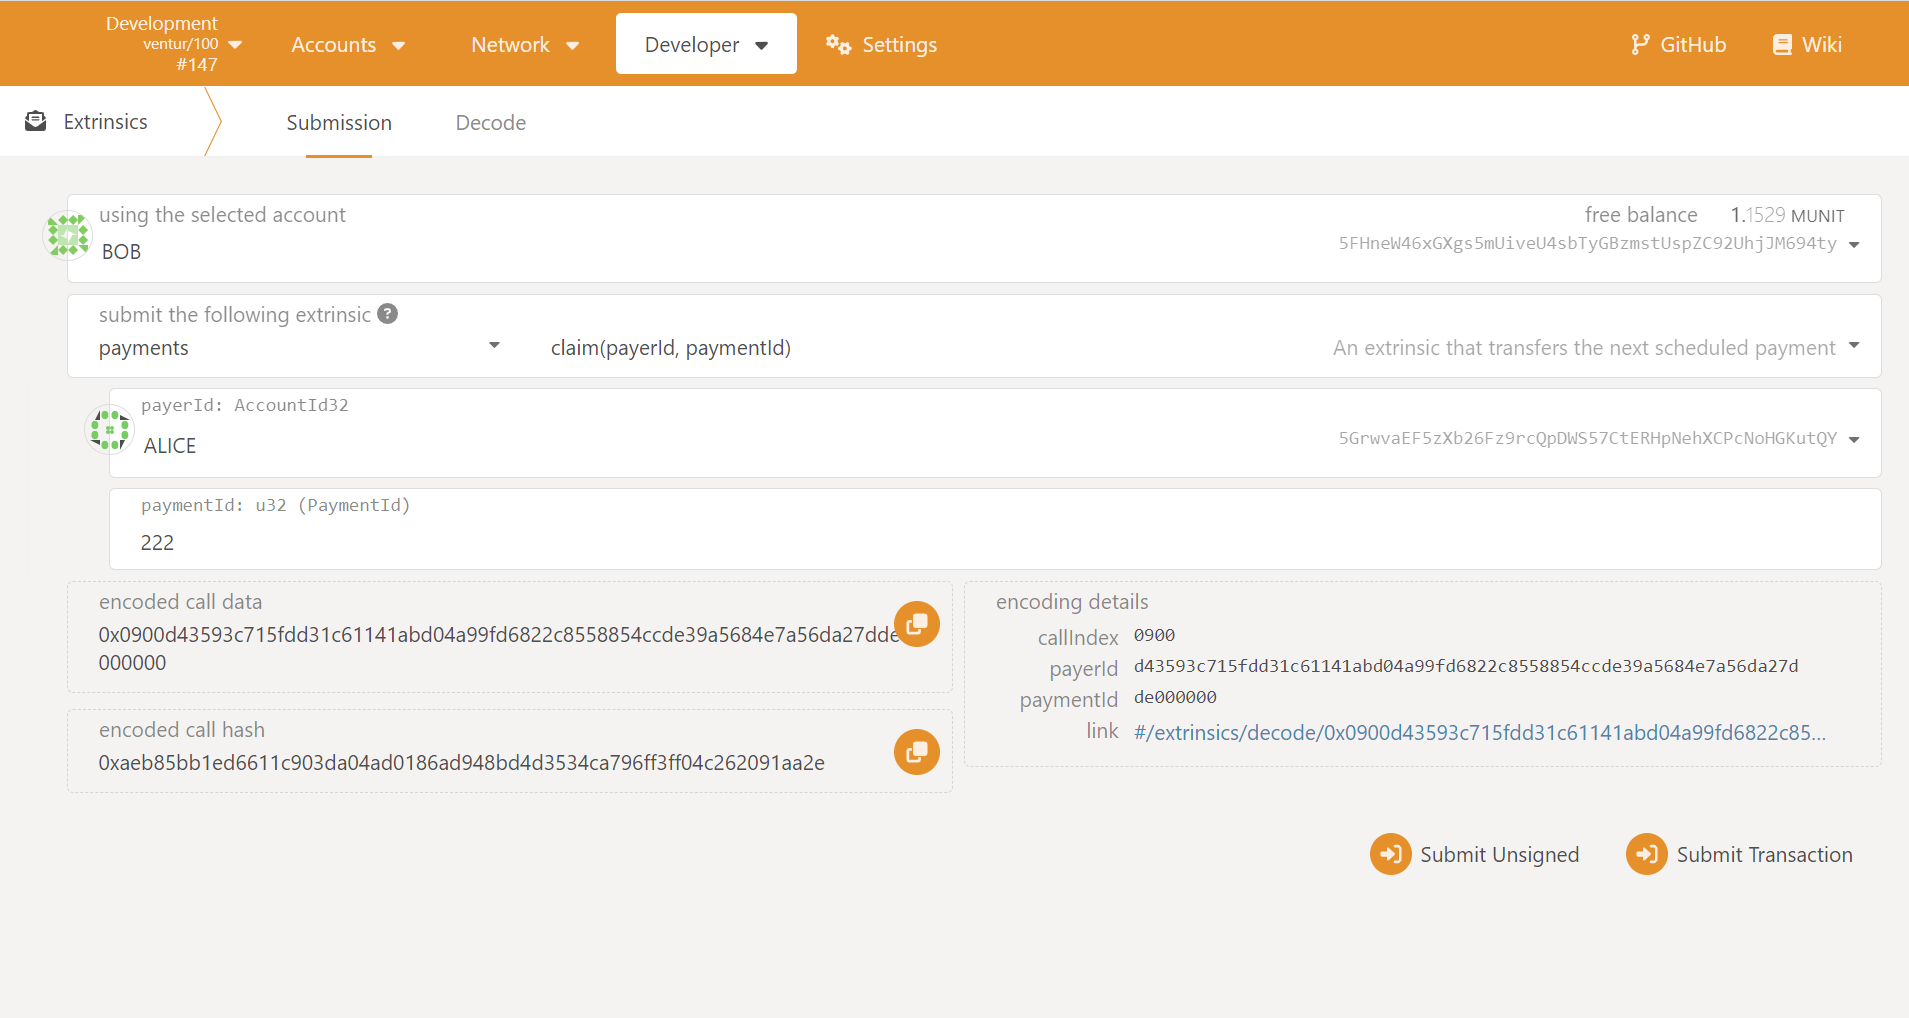 Development
ventur/100
#147
Accounts
Network
Developer
Settings
GitHub
Wiki
Extrinsics
Submission
Decode
using the selected account
BOB
free balance 1.1529 MUNIT
5FHneW46xGXgs5mUiveU4sbTyGBzmstUspZC92UhjJM694ty
submit the following extrinsic ?
payments
claim(payerId, paymentId)
An extrinsic that transfers the next scheduled payment
payerId: AccountId32
ALICE
5GrwvaEF5zXb26Fz9rcQpDWS57CtERHpNehXCPcNoHGKutQY
paymentId: u32 (PaymentId)
222
encoded call data
0x0900d43593c715fdd31c61141abd04a99fd6822c8558854ccde39a5684e7a56da27dde
000000
encoded call hash
0xaeb85bb1ed6611c903da04ad0186ad948bd4d3534ca796ff3ff04c262091aa2e
encoding details
callIndex 0900
payerId d43593c715fdd31c61141abd04a99fd6822c8558854ccde39a5684e7a56da27d
paymentId de000000
link #/extrinsics/decode/0x0900d43593c715fdd31c61141abd04a99fd6822c85...
Submit Unsigned
Submit Transaction